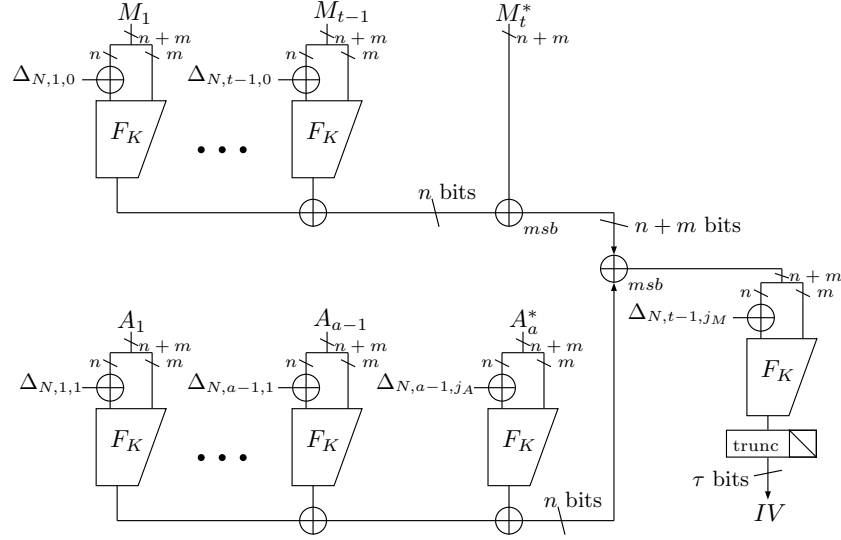 M_1 M_{t−1} M_t^*
n+m n+m n+m
n m n m
Δ_{N,1,0} Δ_{N,t−1,0}
F_K • • • F_K
n bits
msb
n + m bits
msb
n+m
n m
A_1 A_{a−1} A_a^*
Δ_{N,t−1,j_M}
n+m n+m n+m
n m n m n m
Δ_{N,1,1} Δ_{N,a−1,1} Δ_{N,a−1,j_A}
F_K
F_K • • • F_K F_K
trunc
n bits
τ bits
IV